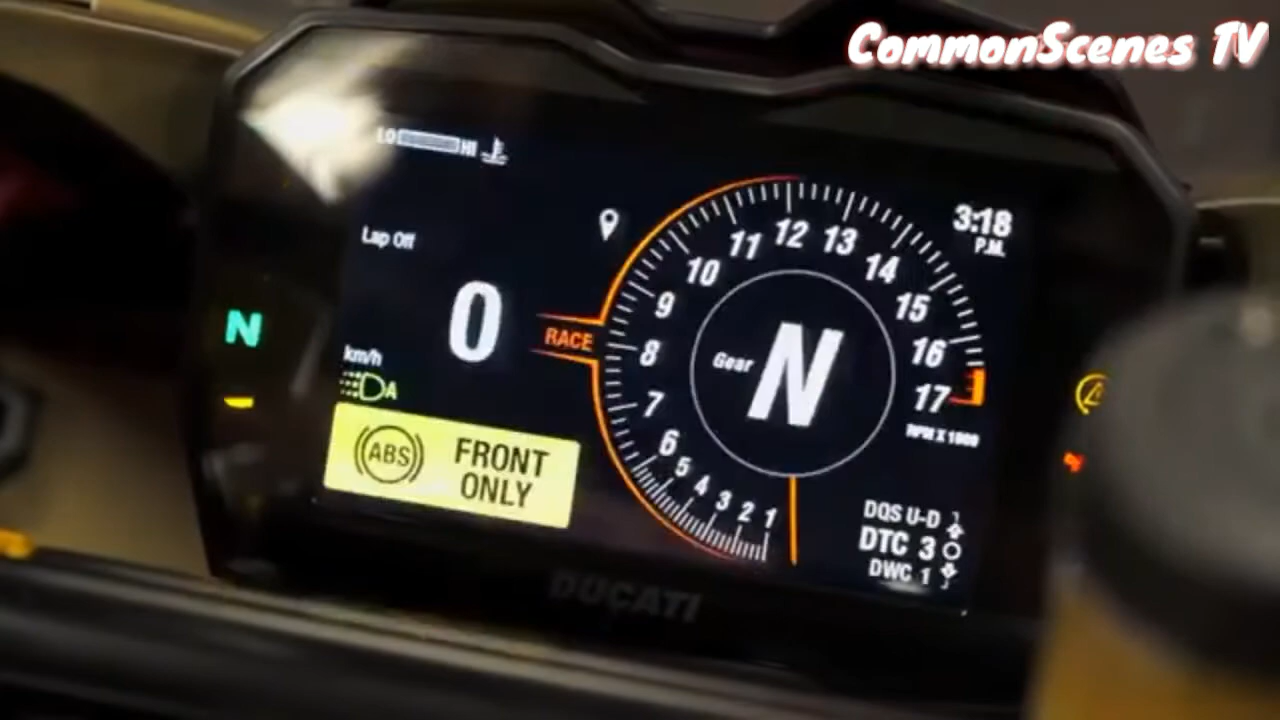 CommonScenes TV
LO HI
3:18
P.M.
Lap Off
0
km/h
A
RACE
Gear N
1 2 3 4 5 6 7 8 9 10 11 12 13 14 15 16 17
RPM X 1000
N
ABS
FRONT
ONLY
DQS U-D
DTC 3
DWC 1
DUCATI